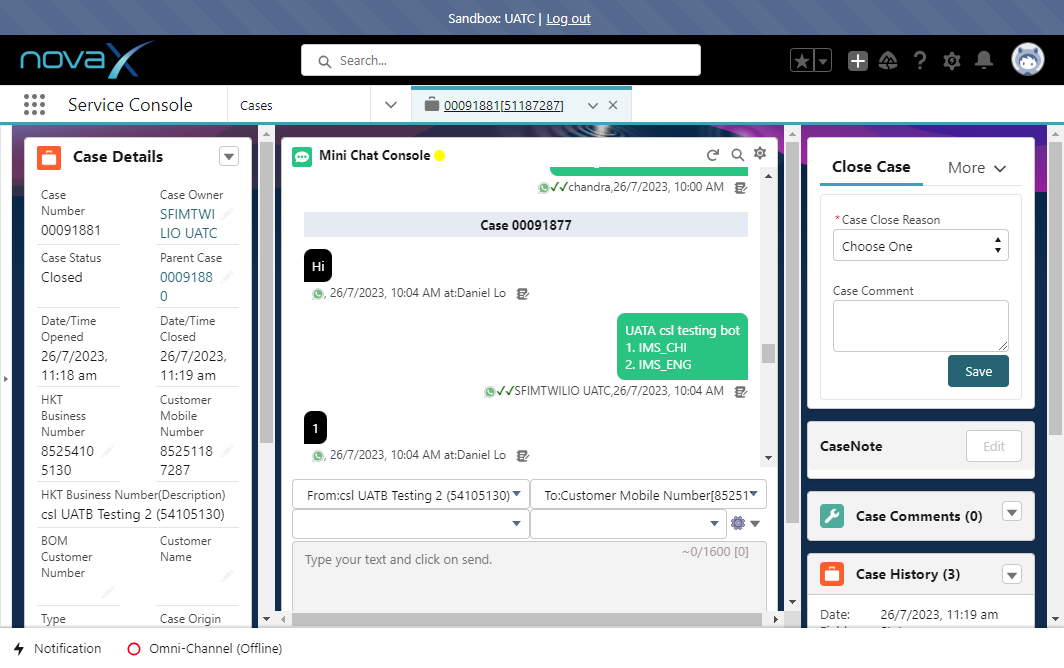 Sandbox: UATC | Log out
novaX
Search...
Service Console
Cases
00091881[51187287]
Case Details
Case Number
00091881
Case Owner
SFIMTWILIO UATC
Case Status
Closed
Parent Case
00091880
Date/Time Opened
26/7/2023, 11:18 am
Date/Time Closed
26/7/2023, 11:19 am
HKT Business Number
85254105130
Customer Mobile Number
85251187287
HKT Business Number(Description)
csl UATB Testing 2 (54105130)
BOM Customer Number
Customer Name
Type
Case Origin
Mini Chat Console
chandra,26/7/2023, 10:00 AM
Case 00091877
Hi
, 26/7/2023, 10:04 AM at:Daniel Lo
UATA csl testing bot
1. IMS_CHI
2. IMS_ENG
SFIMTWILIO UATC,26/7/2023, 10:04 AM
1
, 26/7/2023, 10:04 AM at:Daniel Lo
From:csl UATB Testing 2 (54105130)
To:Customer Mobile Number[85251
~0/1600 [0]
Type your text and click on send.
Close Case
More
*Case Close Reason
Choose One
Case Comment
Save
CaseNote
Edit
Case Comments (0)
Case History (3)
Date: 26/7/2023, 11:19 am
Notification
Omni-Channel (Offline)